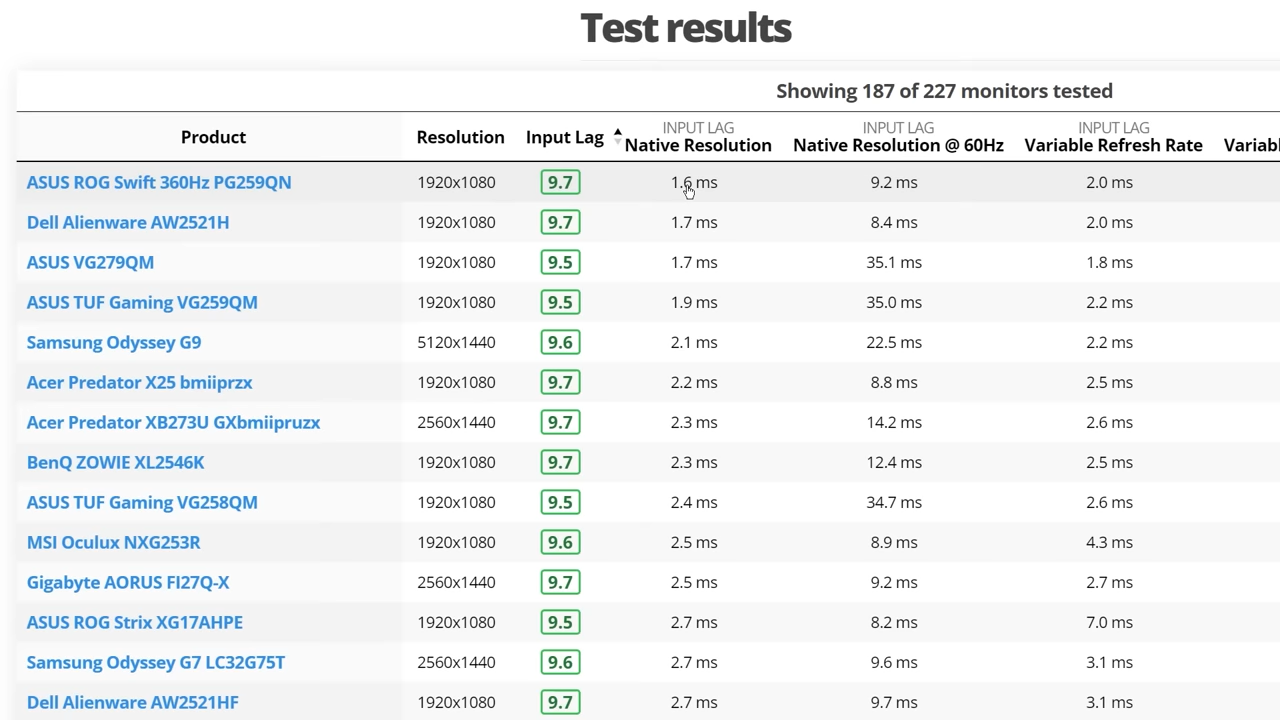 Test results
Showing 187 of 227 monitors tested
Product Resolution Input Lag INPUT LAG Native Resolution INPUT LAG Native Resolution @ 60Hz INPUT LAG Variable Refresh Rate
ASUS ROG Swift 360Hz PG259QN 1920x1080 9.7 1.6 ms 9.2 ms 2.0 ms
Dell Alienware AW2521H 1920x1080 9.7 1.7 ms 8.4 ms 2.0 ms
ASUS VG279QM 1920x1080 9.5 1.7 ms 35.1 ms 1.8 ms
ASUS TUF Gaming VG259QM 1920x1080 9.5 1.9 ms 35.0 ms 2.2 ms
Samsung Odyssey G9 5120x1440 9.6 2.1 ms 22.5 ms 2.2 ms
Acer Predator X25 bmiiprzx 1920x1080 9.7 2.2 ms 8.8 ms 2.5 ms
Acer Predator XB273U GXbmiipruzx 2560x1440 9.7 2.3 ms 14.2 ms 2.6 ms
BenQ ZOWIE XL2546K 1920x1080 9.7 2.3 ms 12.4 ms 2.5 ms
ASUS TUF Gaming VG258QM 1920x1080 9.5 2.4 ms 34.7 ms 2.6 ms
MSI Oculux NXG253R 1920x1080 9.6 2.5 ms 8.9 ms 4.3 ms
Gigabyte AORUS FI27Q-X 2560x1440 9.7 2.5 ms 9.2 ms 2.7 ms
ASUS ROG Strix XG17AHPE 1920x1080 9.5 2.7 ms 8.2 ms 7.0 ms
Samsung Odyssey G7 LC32G75T 2560x1440 9.6 2.7 ms 9.6 ms 3.1 ms
Dell Alienware AW2521HF 1920x1080 9.7 2.7 ms 9.7 ms 3.1 ms